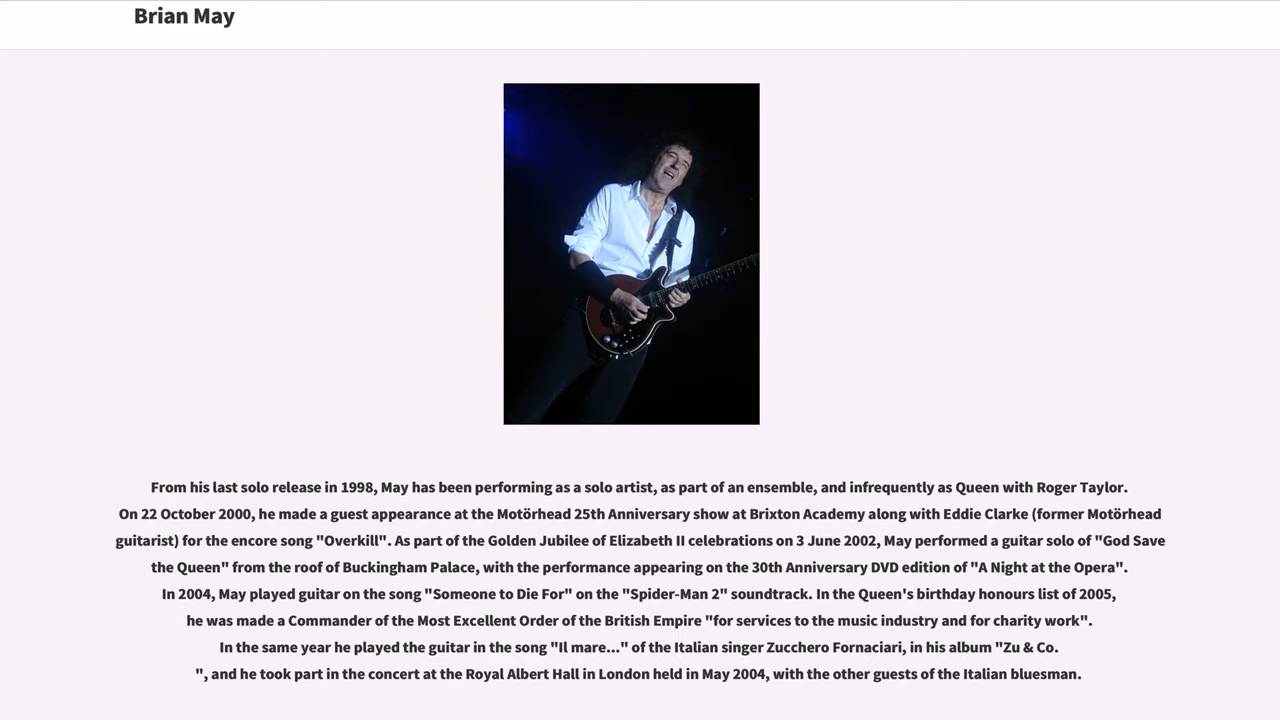 Brian May
From his last solo release in 1998, May has been performing as a solo artist, as part of an ensemble, and infrequently as Queen with Roger Taylor.
On 22 October 2000, he made a guest appearance at the Motörhead 25th Anniversary show at Brixton Academy along with Eddie Clarke (former Motörhead
guitarist) for the encore song "Overkill". As part of the Golden Jubilee of Elizabeth II celebrations on 3 June 2002, May performed a guitar solo of "God Save
the Queen" from the roof of Buckingham Palace, with the performance appearing on the 30th Anniversary DVD edition of "A Night at the Opera".
In 2004, May played guitar on the song "Someone to Die For" on the "Spider-Man 2" soundtrack. In the Queen's birthday honours list of 2005,
he was made a Commander of the Most Excellent Order of the British Empire "for services to the music industry and for charity work".
In the same year he played the guitar in the song "Il mare..." of the Italian singer Zucchero Fornaciari, in his album "Zu & Co.
", and he took part in the concert at the Royal Albert Hall in London held in May 2004, with the other guests of the Italian bluesman.